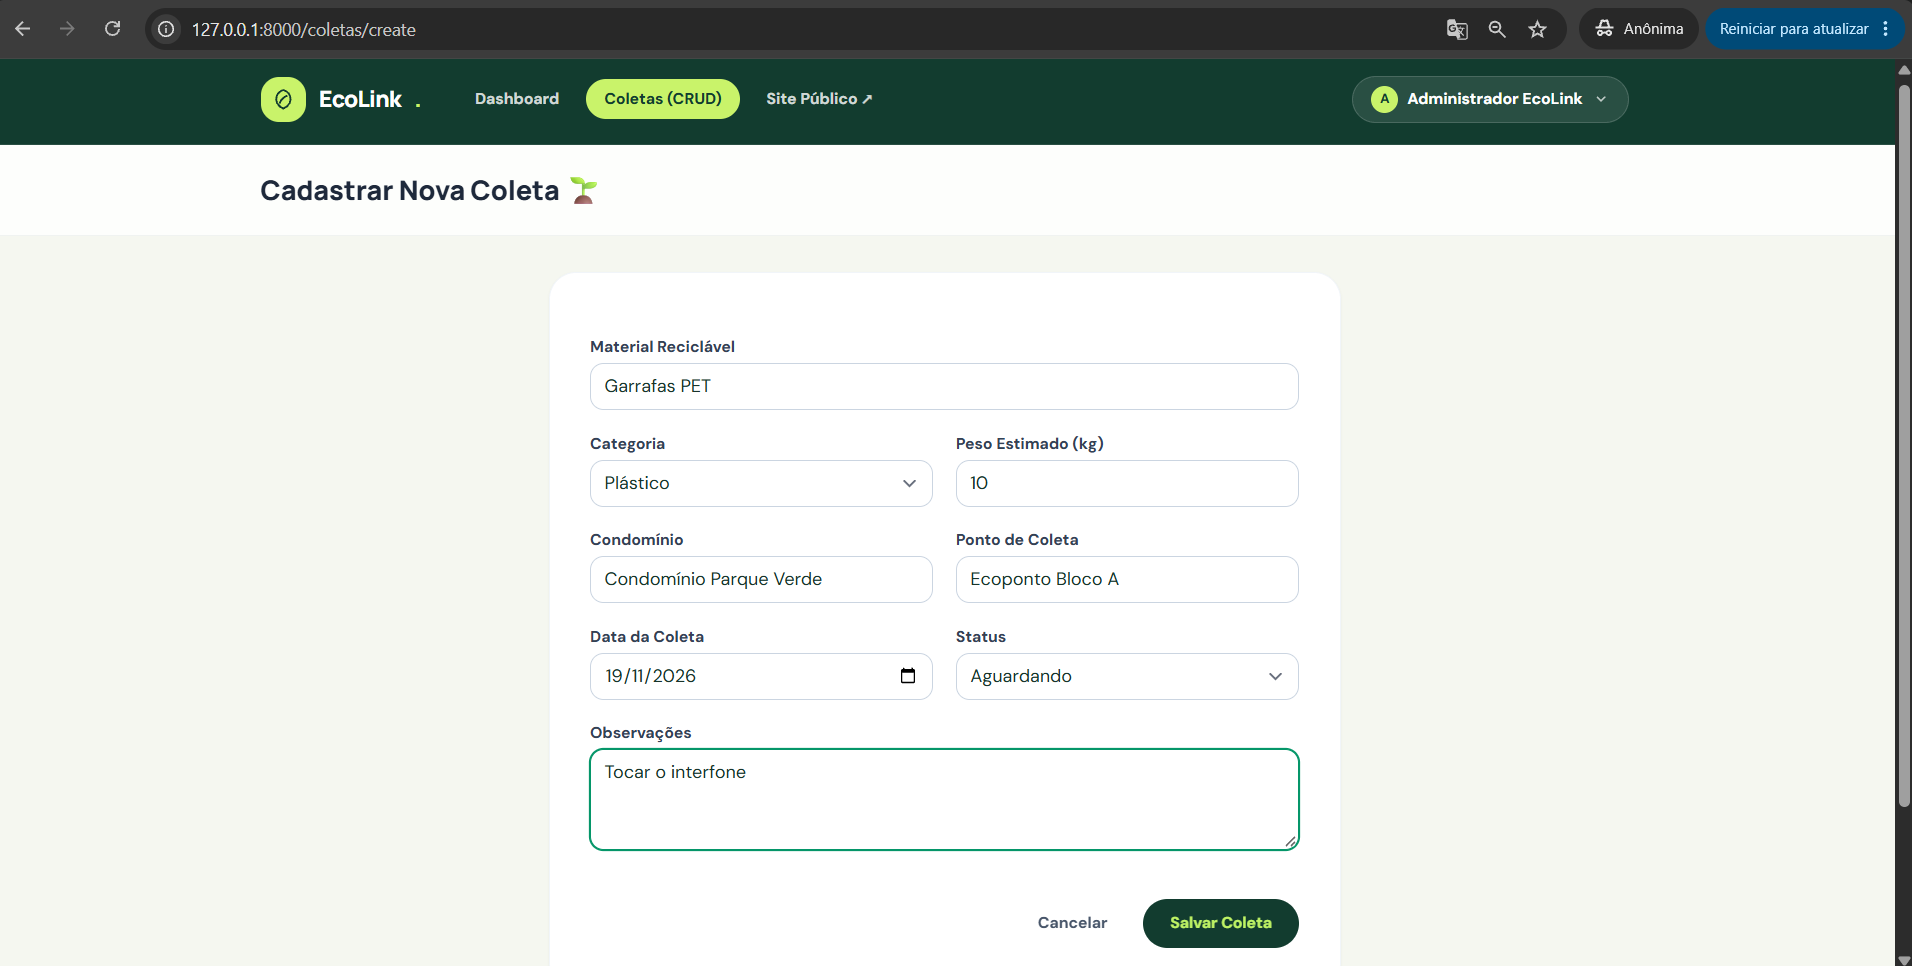 127.0.0.1:8000/coletas/create
Anônima
Reiniciar para atualizar
EcoLink .
Dashboard
Coletas (CRUD)
Site Público ↗
A
Administrador EcoLink
Cadastrar Nova Coleta 🌱
Material Reciclável
Garrafas PET
Categoria
Peso Estimado (kg)
Plástico
10
Condomínio
Ponto de Coleta
Condomínio Parque Verde
Ecoponto Bloco A
Data da Coleta
Status
19/11/2026
Aguardando
Observações
Tocar o interfone
Cancelar
Salvar Coleta